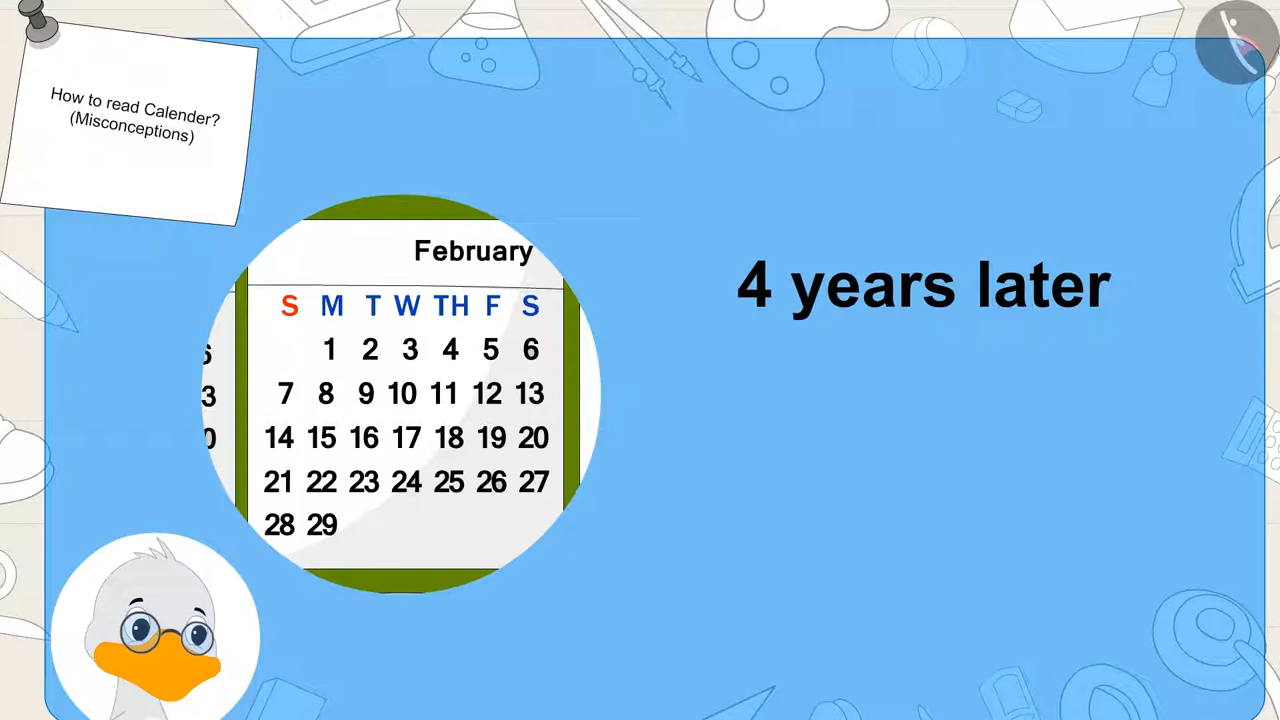 How to read Calender?
(Misconceptions)
February
S M T W TH F S
1 2 3 4 5 6
7 8 9 10 11 12 13
14 15 16 17 18 19 20
21 22 23 24 25 26 27
28 29
4 years later